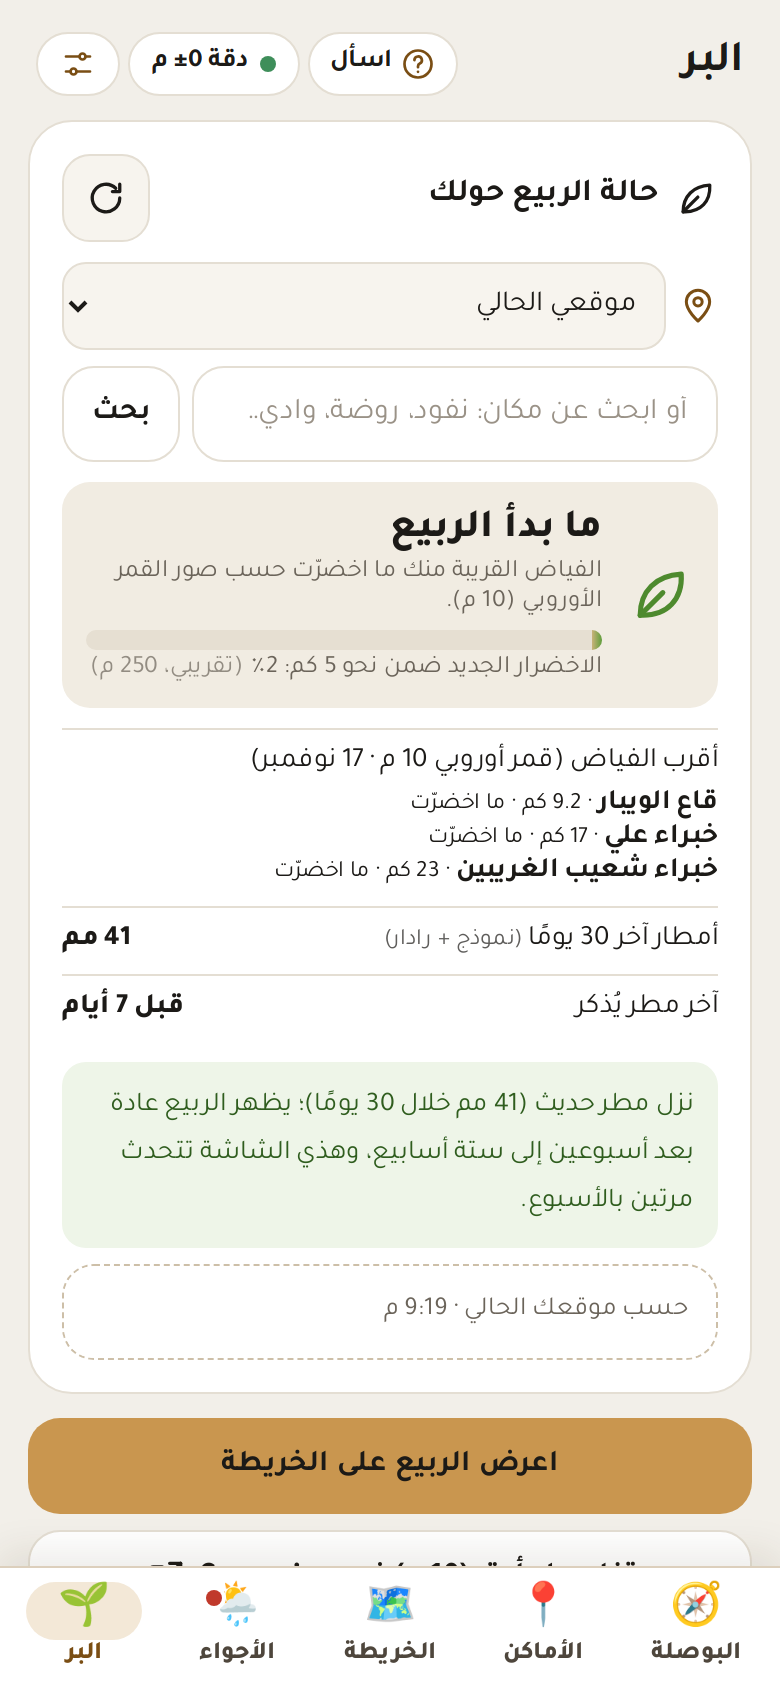 البر
اسأل
دقة ±0 م
حالة الربيع حولك
موقعي الحالي
أو ابحث عن مكان: نفود، روضة، وادي..
بحث
ما بدأ الربيع
الفياض القريبة منك ما اخضرّت حسب صور القمر
الأوروبي (10 م).
الاخضرار الجديد ضمن نحو 5 كم: 2٪ (تقريبي، 250 م)
أقرب الفياض (قمر أوروبي 10 م · 17 نوفمبر)
قاع الويبار · 9.2 كم · ما اخضرّت
خبراء علي · 17 كم · ما اخضرّت
خبراء شعيب الغريبين · 23 كم · ما اخضرّت
أمطار آخر 30 يومًا (نموذج + رادار)
41 مم
آخر مطر يُذكر
قبل 7 أيام
نزل مطر حديث (41 مم خلال 30 يومًا)؛ يظهر الربيع عادة
بعد أسبوعين إلى ستة أسابيع، وهذي الشاشة تتحدث
مرتين بالأسبوع.
حسب موقعك الحالي · 9:19 م
اعرض الربيع على الخريطة
البوصلة
الأماكن
الخريطة
الأجواء
البر